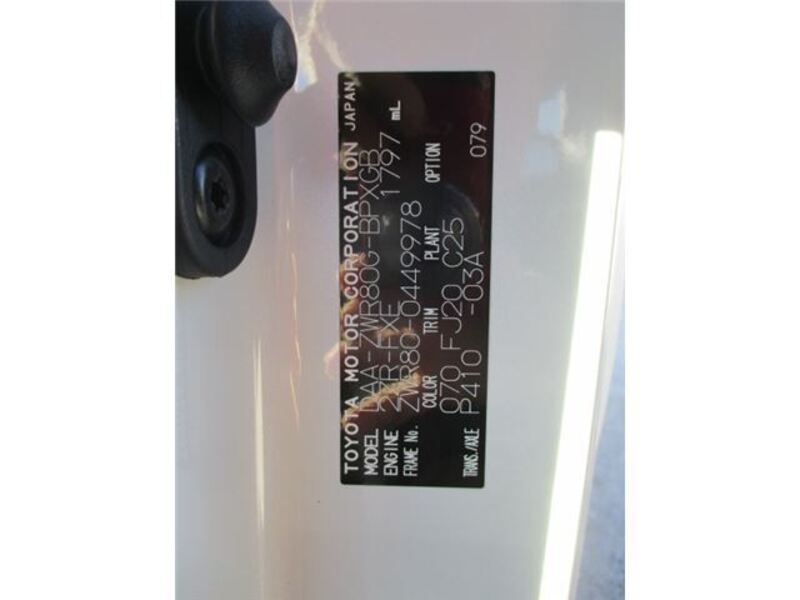 TOYOTA MOTOR CORPORATION JAPAN
MODEL DAA-ZWR80G-BPXGB
ENGINE 2ZR-FXE 1797 mL
FRAME No. ZWR80-0449978
COLOR TRIM PLANT OPTION
070 FJ20 C25
TRANS./AXLE P410 -03A 079